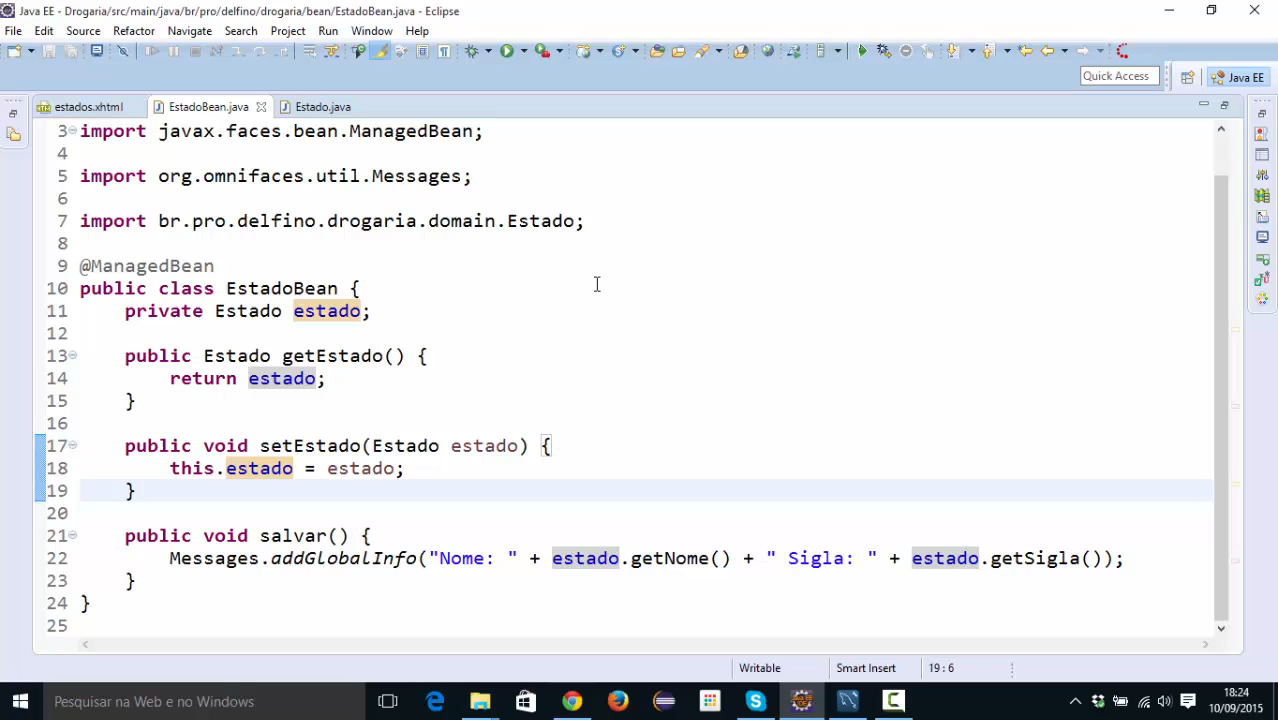 Java EE - Drogaria/src/main/java/br/pro/delfino/drogaria/bean/EstadoBean.java - Eclipse
File Edit Source Refactor Navigate Search Project Run Window Help
Quick Access Java EE
estados.xhtml EstadoBean.java Estado.java
3 import javax.faces.bean.ManagedBean;
4
5 import org.omnifaces.util.Messages;
6
7 import br.pro.delfino.drogaria.domain.Estado;
8
9 @ManagedBean
10 public class EstadoBean {
11 private Estado estado;
12
13 public Estado getEstado() {
14 return estado;
15 }
16
17 public void setEstado(Estado estado) {
18 this.estado = estado;
19 }
20
21 public void salvar() {
22 Messages.addGlobalInfo("Nome: " + estado.getNome() + " Sigla: " + estado.getSigla());
23 }
24 }
25
Writable Smart Insert 19 : 6
Pesquisar na Web e no Windows
18:24
10/09/2015